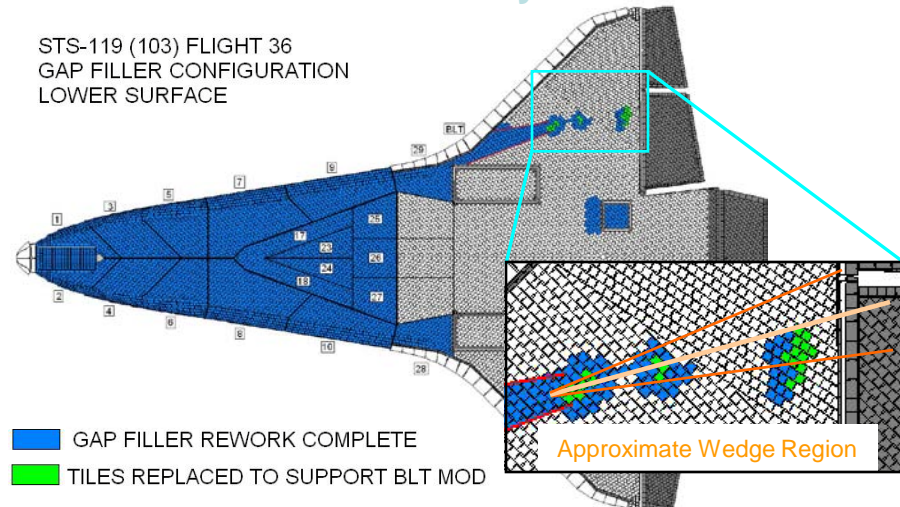 STS-119 (103) FLIGHT 36
GAP FILLER CONFIGURATION
LOWER SURFACE
BLT
29
9
7
5
3
1
25
17
23
26
24
18
27
2
4
6
8
10
28
Approximate Wedge Region
GAP FILLER REWORK COMPLETE
TILES REPLACED TO SUPPORT BLT MOD